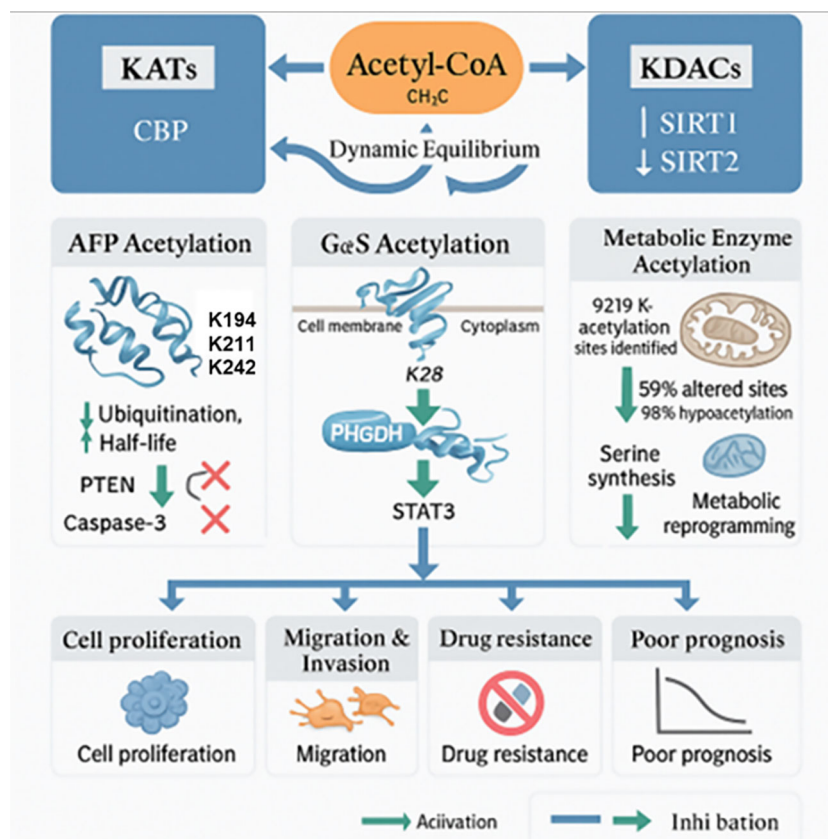 KATs
CBP
Acetyl-CoA
CH₂C
Dynamic Equilibrium
KDACs
| SIRT1
↓ SIRT2
AFP Acetylation
K194
K211
K242
Ubiquitination,
Half-life
PTEN
Caspase-3
GαS Acetylation
Cell membrane
Cytoplasm
K28
PHGDH
STAT3
Metabolic Enzyme
Acetylation
9219 K-
acetylation
sites identified
59% altered sites
98% hypoacetylation
Serine
synthesis
Metabolic
reprogramming
Cell proliferation
Cell proliferation
Migration &
Invasion
Migration
Drug resistance
Drug resistance
Poor prognosis
Poor prognosis
Aciivation
Inhi bation